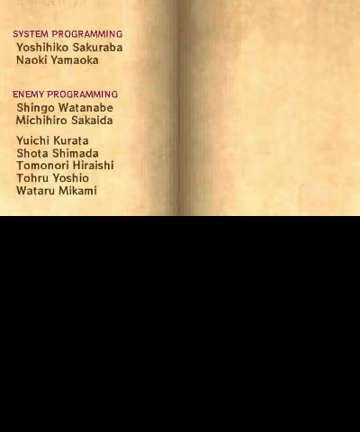 SYSTEM PROGRAMMING
Yoshihiko Sakuraba
Naoki Yamaoka
ENEMY PROGRAMMING
Shingo Watanabe
Michihiro Sakaida
Yuichi Kurata
Shota Shimada
Tomonori Hiraishi
Tohru Yoshio
Wataru Mikami